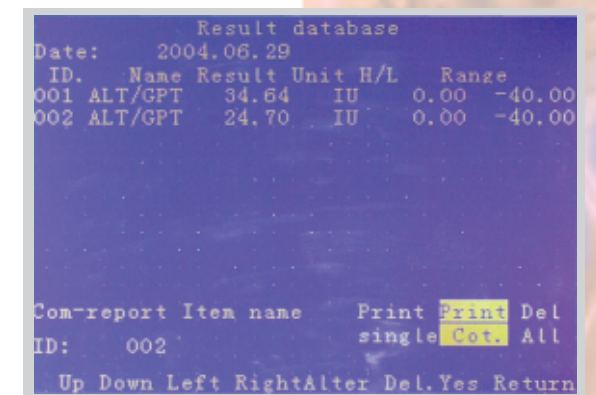 Result database
Date: 2004.06.29
ID. Name Result Unit H/L Range
001 ALT/GPT 34.64 IU 0.00 -40.00
002 ALT/GPT 24.70 IU 0.00 -40.00
Com-report Item name Print Print Del
single Cot. All
ID: 002
Up Down Left RightAlter Del.Yes Return